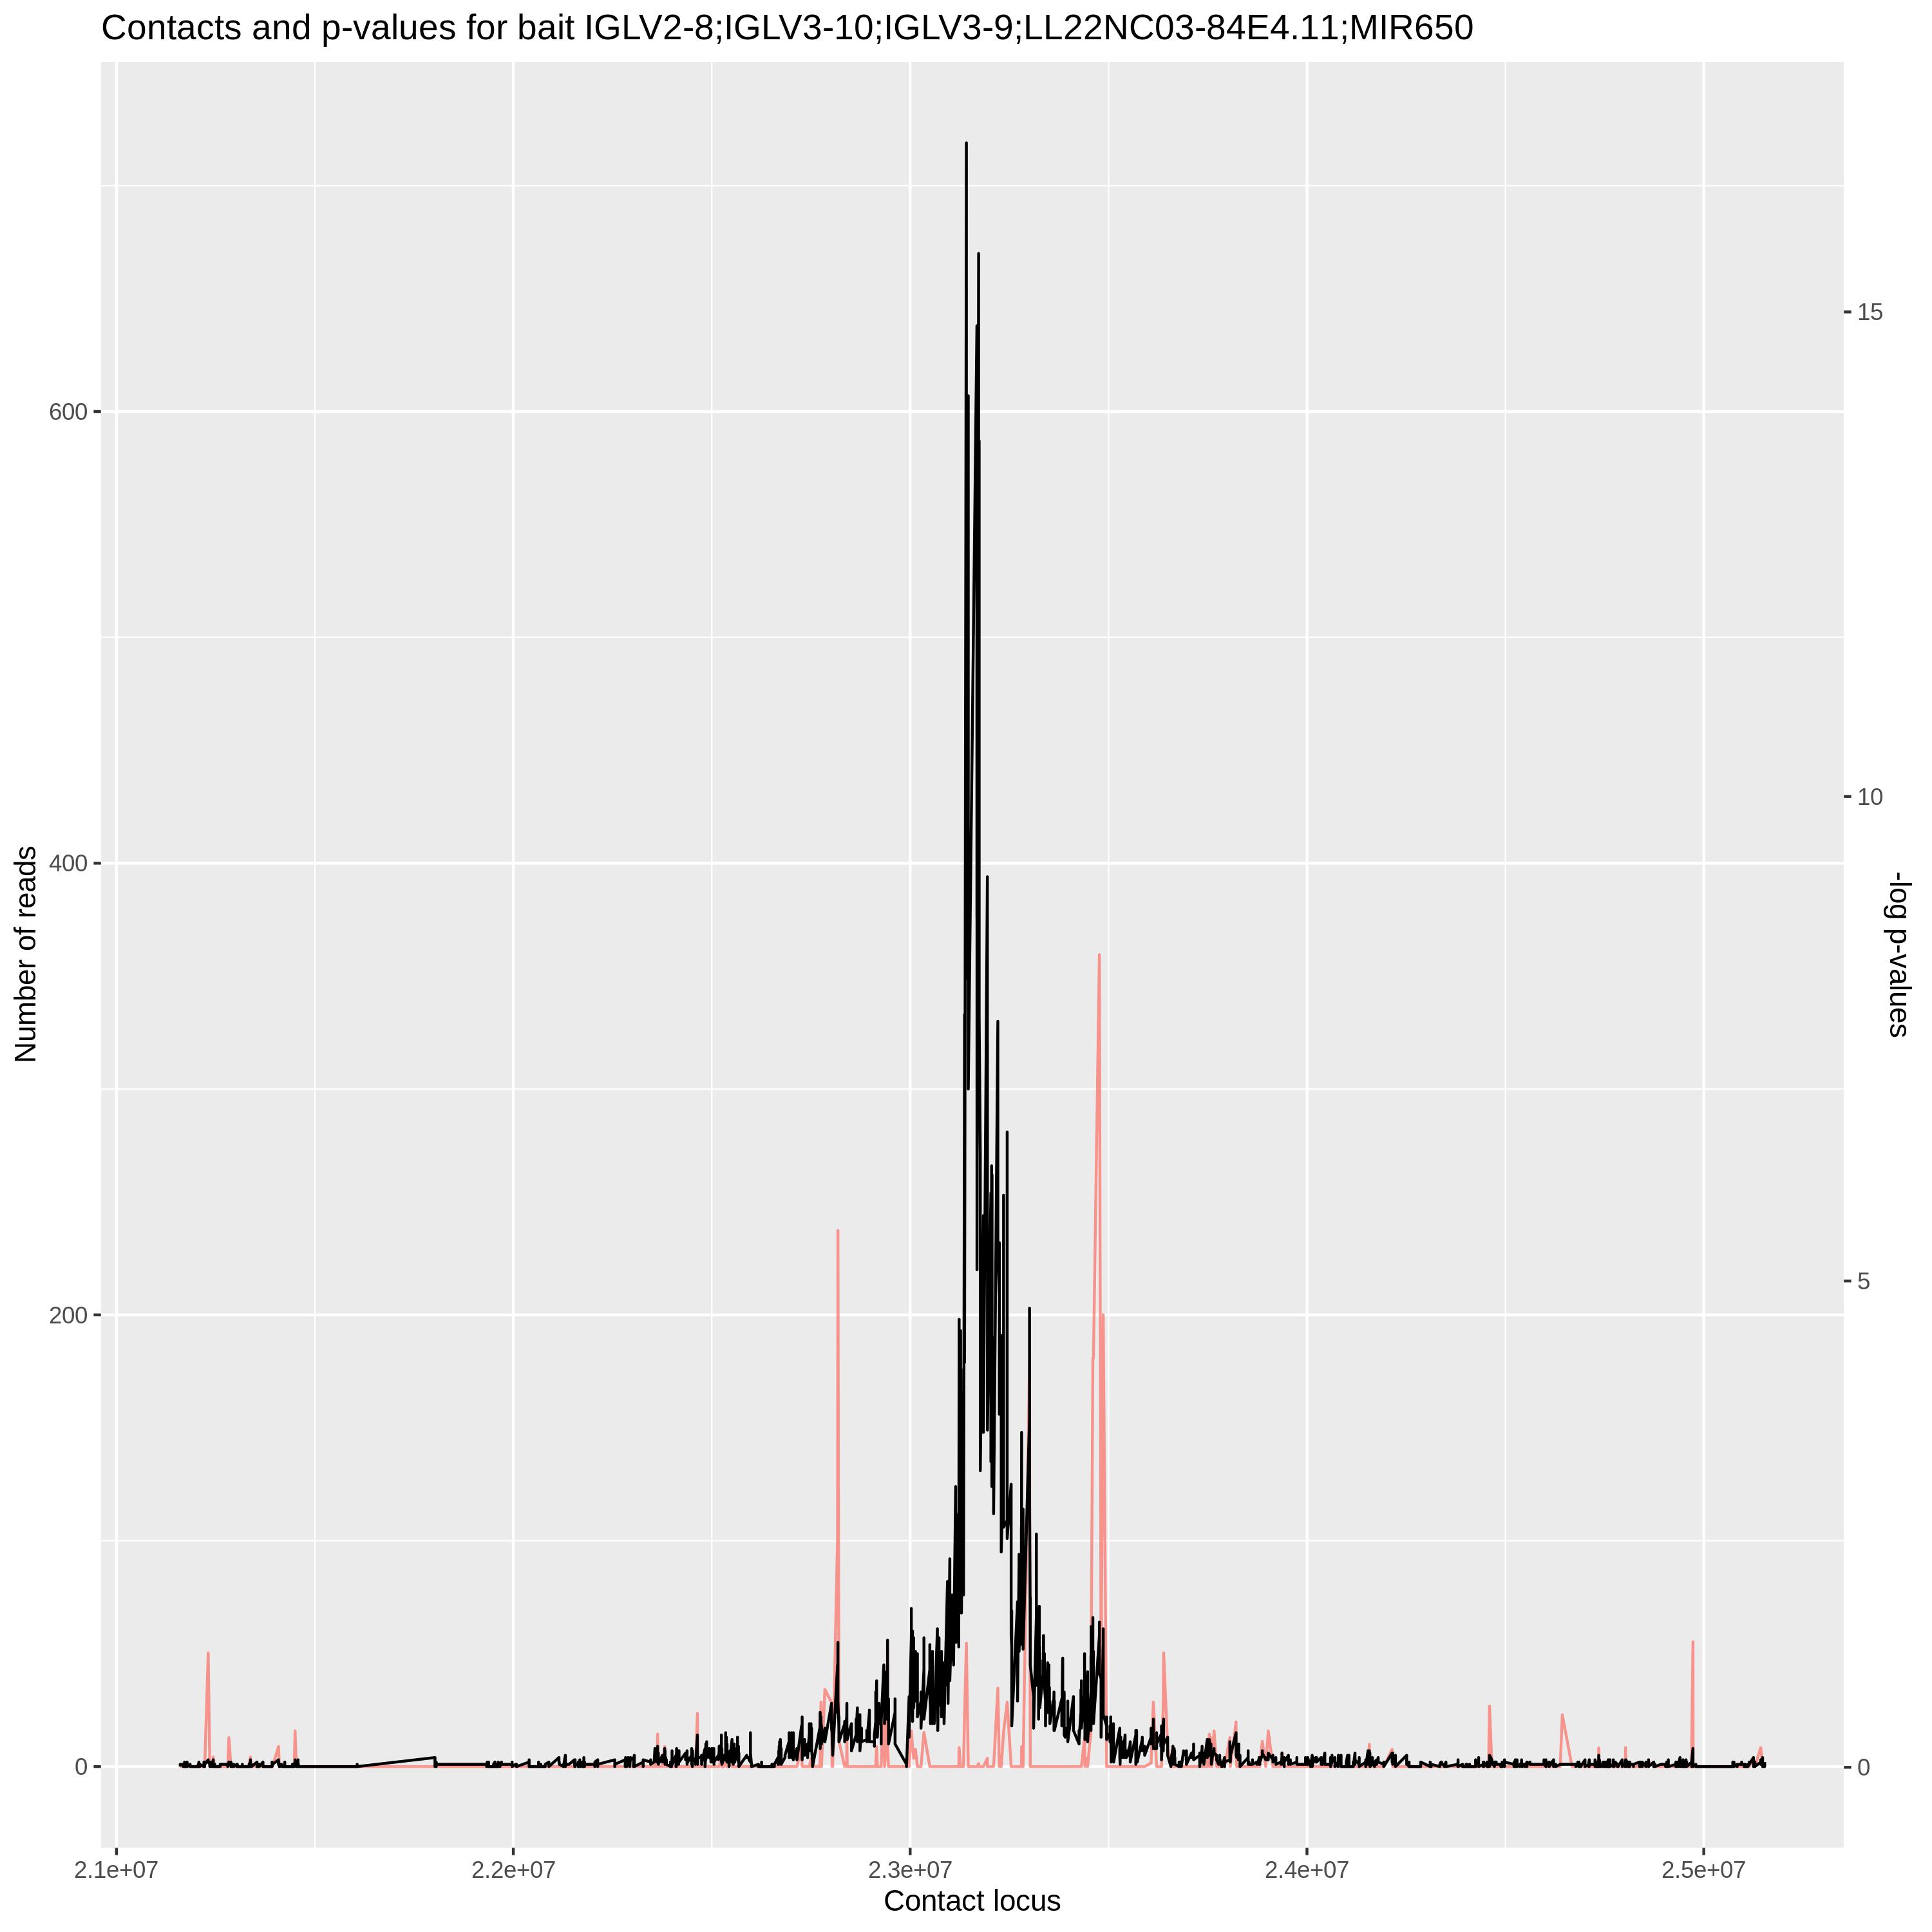 Contacts and p-values for bait IGLV2-8;IGLV3-10;IGLV3-9;LL22NC03-84E4.11;MIR650
Number of reads
600
400
200
0
15
10
5
0
-log p-values
2.1e+07
2.2e+07
2.3e+07
2.4e+07
2.5e+07
Contact locus